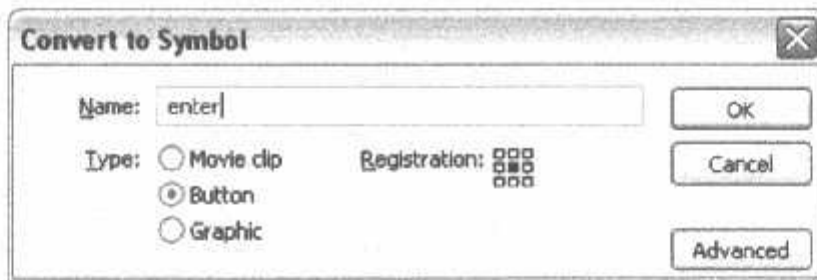 Convert to Symbol
Name: enter
OK
Type: Movie clip
Registration:
Cancel
Button
Graphic
Advanced